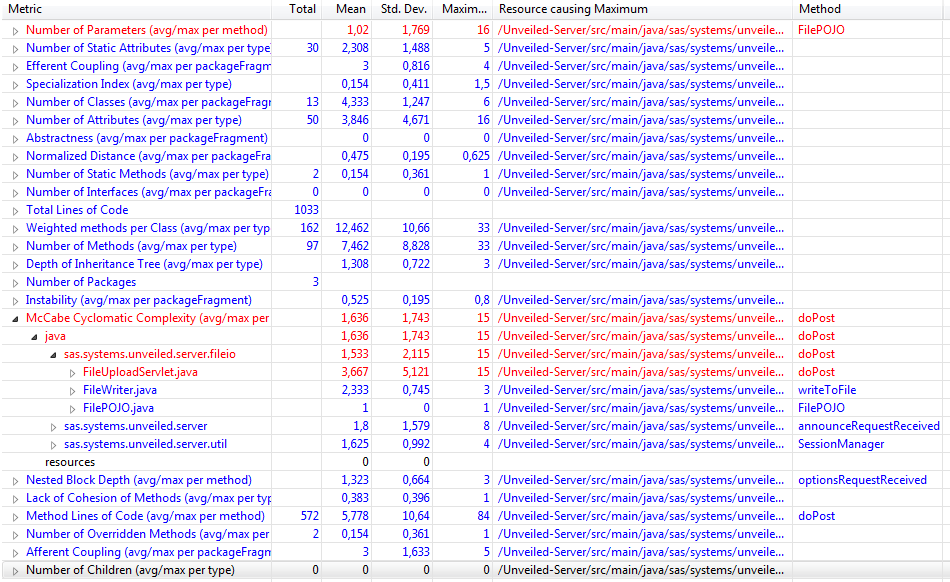 Metric Total Mean Std. Dev. Maxim... Resource causing Maximum Method
Number of Parameters (avg/max per method) 1,02 1,769 16 /Unveiled-Server/src/main/java/sas/systems/unveile... FilePOJO
Number of Static Attributes (avg/max per type 30 2,308 1,488 5 /Unveiled-Server/src/main/java/sas/systems/unveile...
Efferent Coupling (avg/max per packageFragm 3 0,816 4 /Unveiled-Server/src/main/java/sas/systems/unveile...
Specialization Index (avg/max per type) 0,154 0,411 1,5 /Unveiled-Server/src/main/java/sas/systems/unveile...
Number of Classes (avg/max per packageFragr 13 4,333 1,247 6 /Unveiled-Server/src/main/java/sas/systems/unveile...
Number of Attributes (avg/max per type) 50 3,846 4,671 16 /Unveiled-Server/src/main/java/sas/systems/unveile...
Abstractness (avg/max per packageFragment) 0 0 0 /Unveiled-Server/src/main/java/sas/systems/unveile...
Normalized Distance (avg/max per packageFra 0,475 0,195 0,625 /Unveiled-Server/src/main/java/sas/systems/unveile...
Number of Static Methods (avg/max per type) 2 0,154 0,361 1 /Unveiled-Server/src/main/java/sas/systems/unveile...
Number of Interfaces (avg/max per packageFra 0 0 0 0 /Unveiled-Server/src/main/java/sas/systems/unveile...
Total Lines of Code 1033
Weighted methods per Class (avg/max per typ 162 12,462 10,66 33 /Unveiled-Server/src/main/java/sas/systems/unveile...
Number of Methods (avg/max per type) 97 7,462 8,828 33 /Unveiled-Server/src/main/java/sas/systems/unveile...
Depth of Inheritance Tree (avg/max per type) 1,308 0,722 3 /Unveiled-Server/src/main/java/sas/systems/unveile...
Number of Packages 3
Instability (avg/max per packageFragment) 0,525 0,195 0,8 /Unveiled-Server/src/main/java/sas/systems/unveile...
McCabe Cyclomatic Complexity (avg/max per 1,636 1,743 15 /Unveiled-Server/src/main/java/sas/systems/unveile... doPost
java 1,636 1,743 15 /Unveiled-Server/src/main/java/sas/systems/unveile... doPost
sas.systems.unveiled.server.fileio 1,533 2,115 15 /Unveiled-Server/src/main/java/sas/systems/unveile... doPost
FileUploadServlet.java 3,667 5,121 15 /Unveiled-Server/src/main/java/sas/systems/unveile... doPost
FileWriter.java 2,333 0,745 3 /Unveiled-Server/src/main/java/sas/systems/unveile... writeToFile
FilePOJO.java 1 0 1 /Unveiled-Server/src/main/java/sas/systems/unveile... FilePOJO
sas.systems.unveiled.server 1,8 1,579 8 /Unveiled-Server/src/main/java/sas/systems/unveile... announceRequestReceived
sas.systems.unveiled.server.util 1,625 0,992 4 /Unveiled-Server/src/main/java/sas/systems/unveile... SessionManager
resources 0 0
Nested Block Depth (avg/max per method) 1,323 0,664 3 /Unveiled-Server/src/main/java/sas/systems/unveile... optionsRequestReceived
Lack of Cohesion of Methods (avg/max per typ 0,383 0,396 1 /Unveiled-Server/src/main/java/sas/systems/unveile...
Method Lines of Code (avg/max per method) 572 5,778 10,64 84 /Unveiled-Server/src/main/java/sas/systems/unveile... doPost
Number of Overridden Methods (avg/max per 2 0,154 0,361 1 /Unveiled-Server/src/main/java/sas/systems/unveile...
Afferent Coupling (avg/max per packageFragm 3 1,633 5 /Unveiled-Server/src/main/java/sas/systems/unveile...
Number of Children (avg/max per type) 0 0 0 0 /Unveiled-Server/src/main/java/sas/systems/unveile...